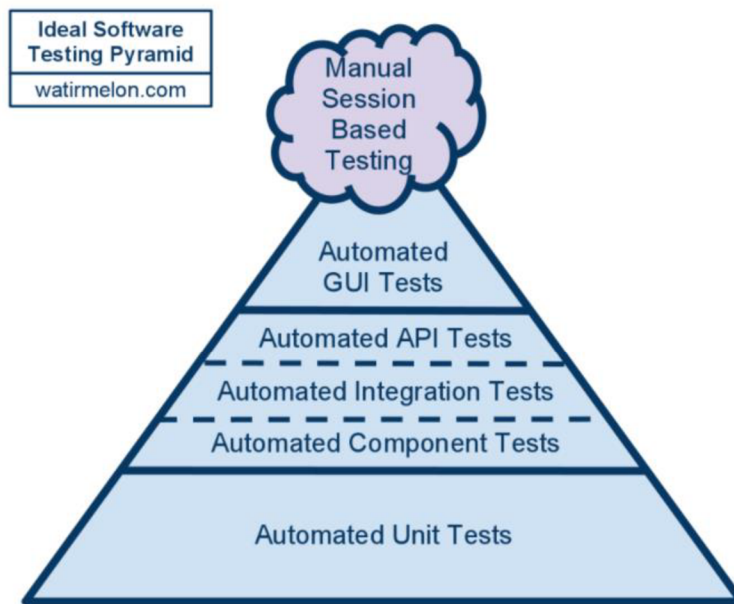 Ideal Software
Testing Pyramid
watirmelon.com
Manual
Session
Based
Testing
Automated
GUI Tests
Automated API Tests
Automated Integration Tests
Automated Component Tests
Automated Unit Tests